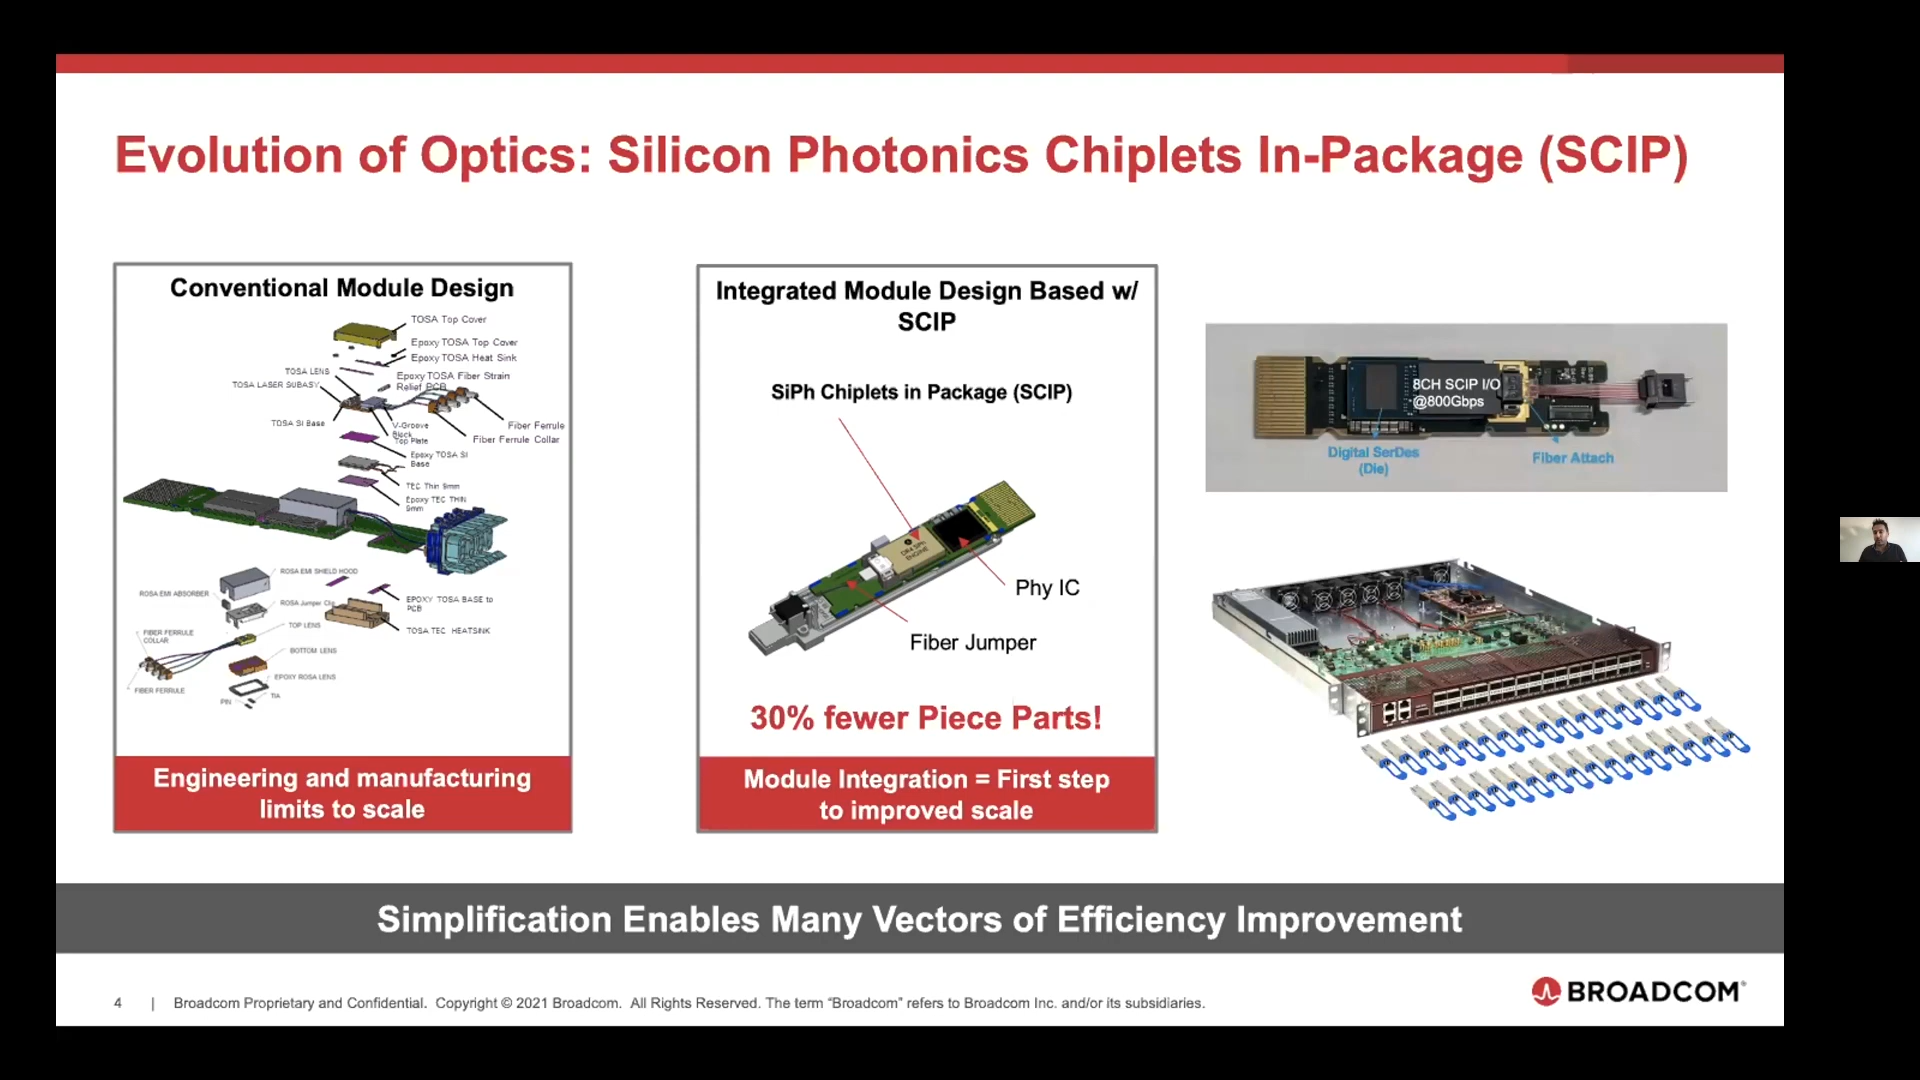 Evolution of Optics: Silicon Photonics Chiplets In-Package (SCIP)
Conventional Module Design
TOSA Top Cover
Epoxy TOSA Top Cover
Epoxy TOSA Heat Sink
TOSA LENS
Epoxy TOSA Fiber Strain
Relief PCB
TOSA LASER SUBASY
TOSA SI Base
V-Groove
Block
Top Plate
Fiber Ferrule
Fiber Ferrule Collar
Epoxy TOSA SI
Base
TEC Thin 9mm
Epoxy TEC THIN
9mm
ROSA EMI SHIELD HOOD
ROSA EMI ABSORBER
ROSA Jumper Clip
EPOXY TOSA BASE to
PCB
TOP LENS
FIBER FERRULE
COLLAR
TOSA TEC HEATSINK
BOTTOM LENS
EPOXY ROSA LENS
FIBER FERRULE
TIA
PIN
Engineering and manufacturing
limits to scale
Integrated Module Design Based w/
SCIP
SiPh Chiplets in Package (SCIP)
DR4 SiPh
ENGINE
Phy IC
Fiber Jumper
30% fewer Piece Parts!
Module Integration = First step
to improved scale
8CH SCIP I/O
@800Gbps
Digital SerDes
(Die)
Fiber Attach
Simplification Enables Many Vectors of Efficiency Improvement
4 | Broadcom Proprietary and Confidential. Copyright © 2021 Broadcom. All Rights Reserved. The term “Broadcom” refers to Broadcom Inc. and/or its subsidiaries.
BROADCOM®